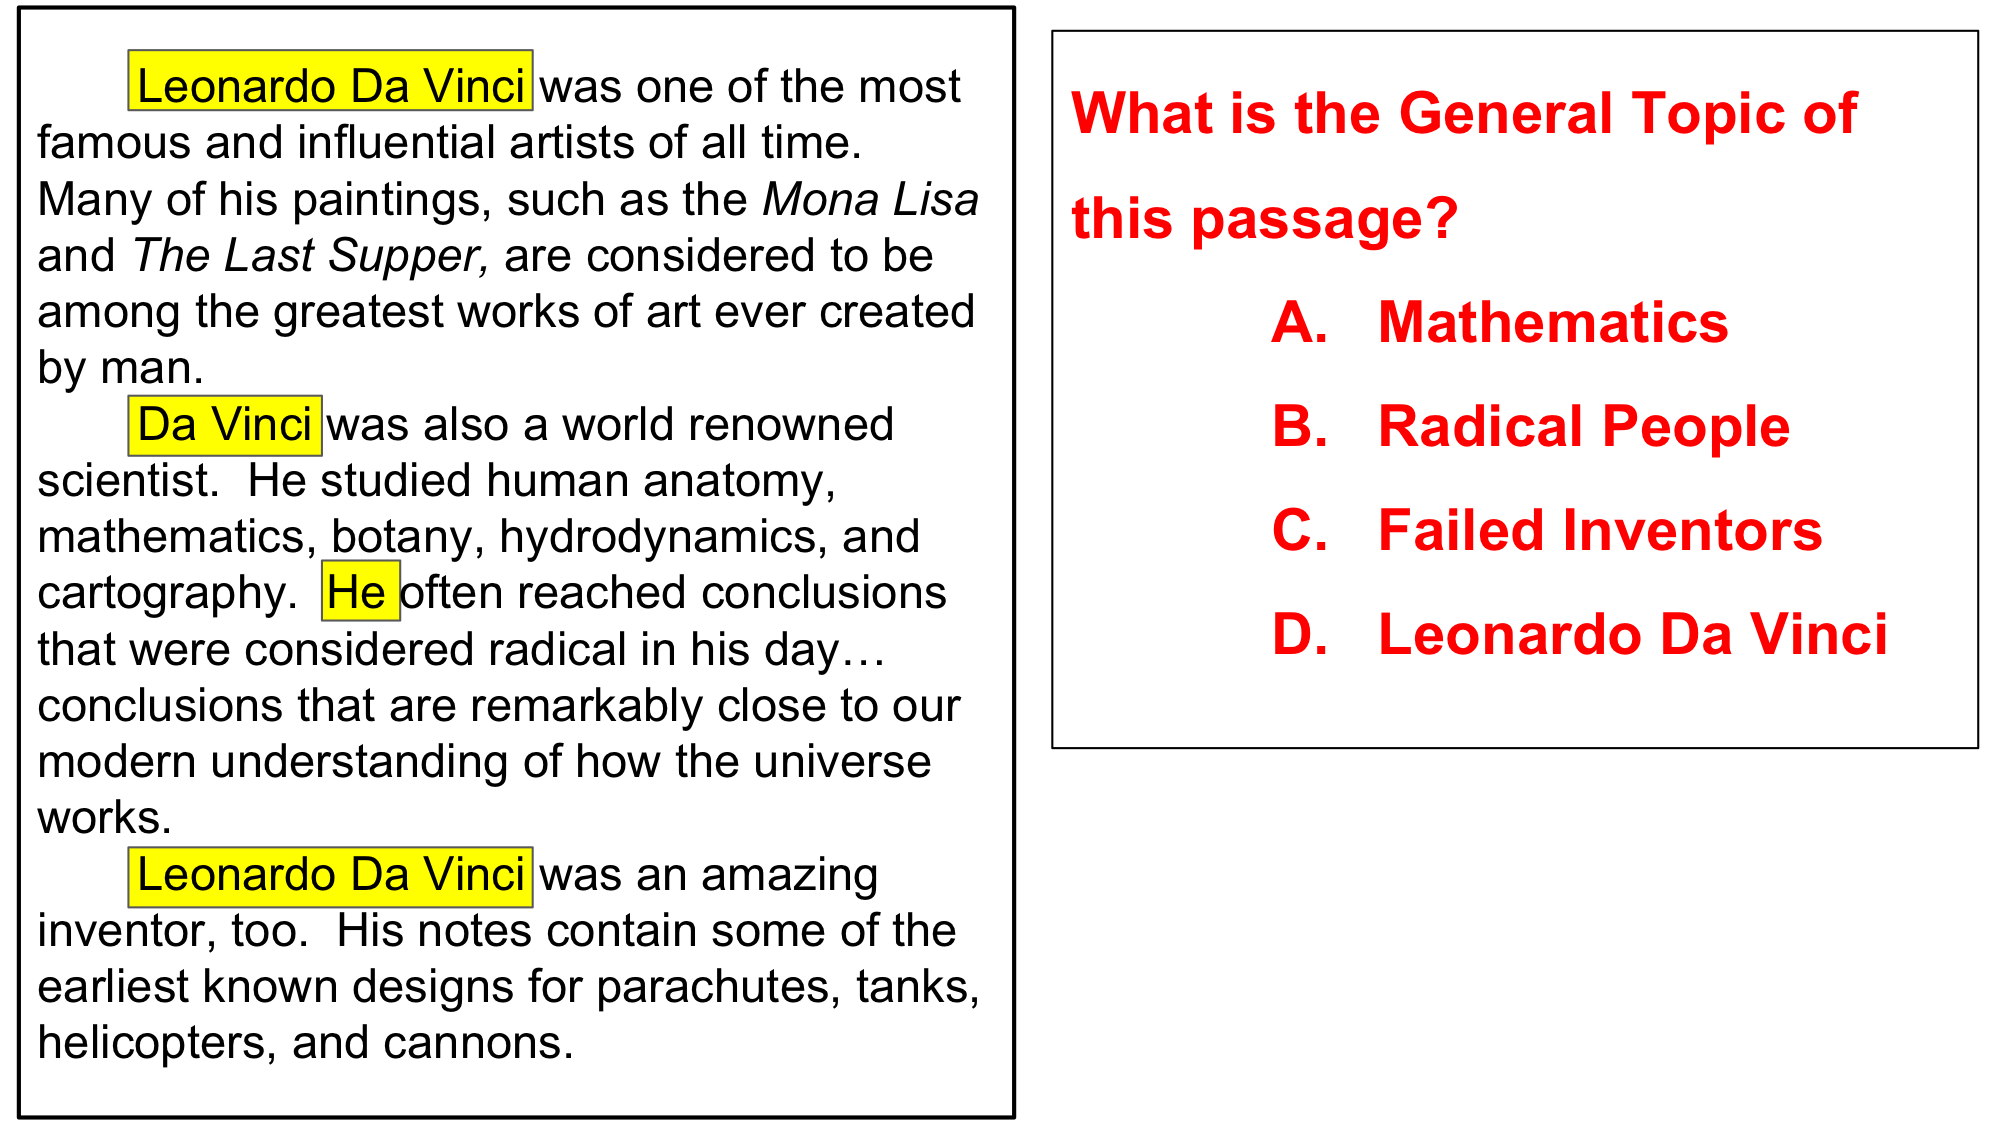 Leonardo Da Vinci was one of the most
famous and influential artists of all time.
Many of his paintings, such as the Mona Lisa
and The Last Supper, are considered to be
among the greatest works of art ever created
by man.
Da Vinci was also a world renowned
scientist.  He studied human anatomy,
mathematics, botany, hydrodynamics, and
cartography.  He often reached conclusions
that were considered radical in his day…
conclusions that are remarkably close to our
modern understanding of how the universe
works.
Leonardo Da Vinci was an amazing
inventor, too.  His notes contain some of the
earliest known designs for parachutes, tanks,
helicopters, and cannons.
What is the General Topic of
this passage?
A. Mathematics
B. Radical People
C. Failed Inventors
D. Leonardo Da Vinci